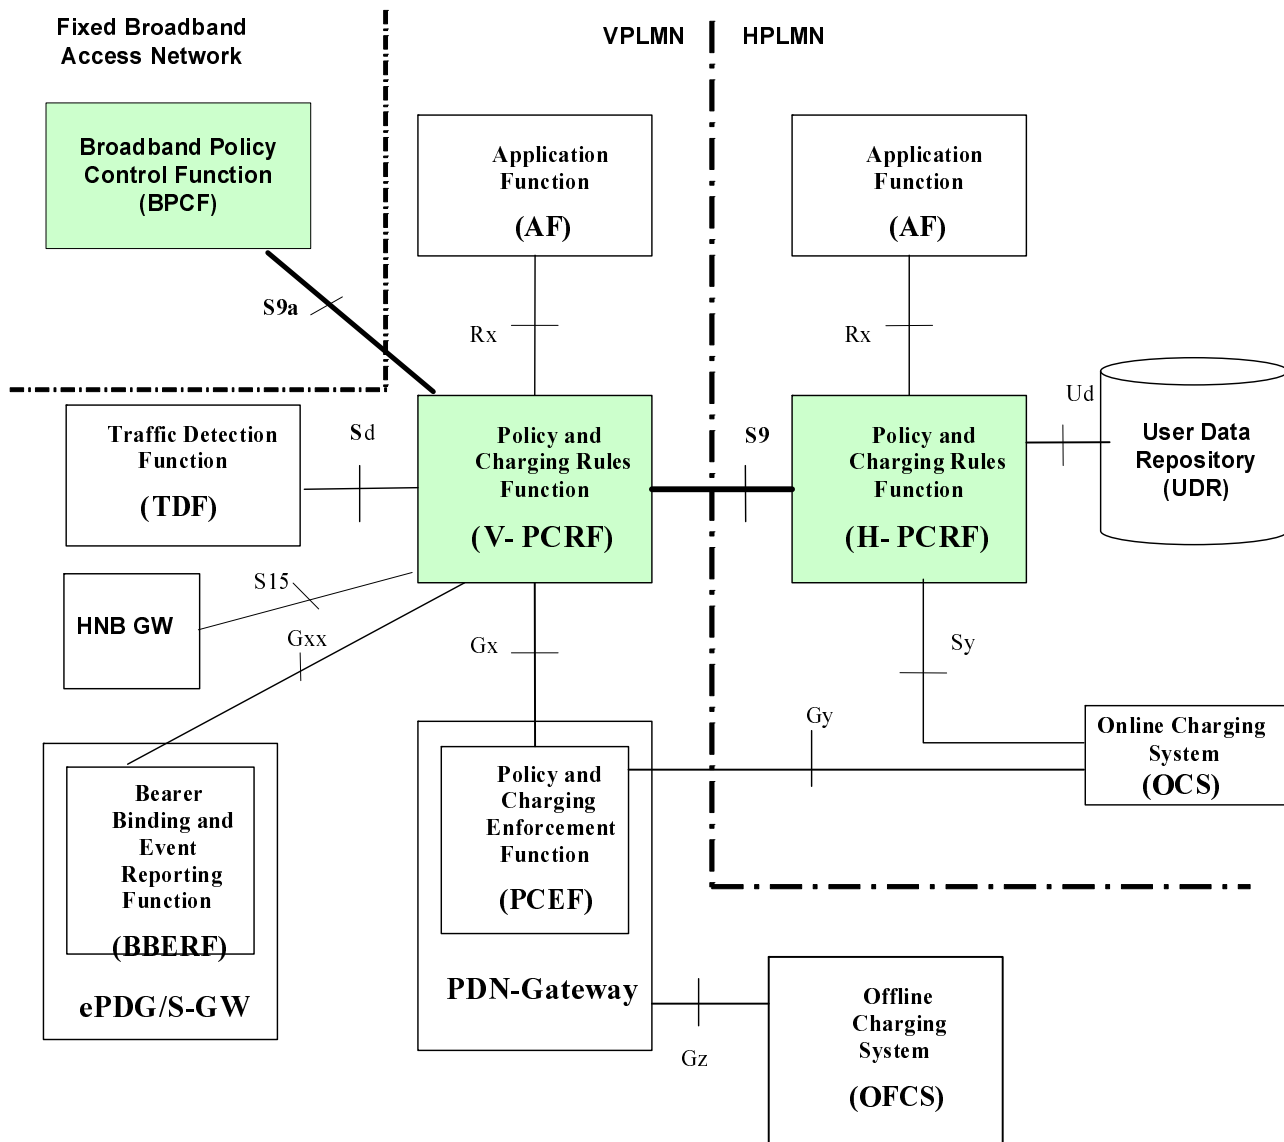 Fixed Broadband
Access Network
VPLMN
HPLMN
Broadband Policy
Control Function
(BPCF)
Application
Function
(AF)
Application
Function
(AF)
S9a
Rx
Rx
Ud
User Data
Repository
(UDR)
Traffic Detection
Function
(TDF)
Sd
Policy and
Charging Rules
Function
(V- PCRF)
S9
Policy and
Charging Rules
Function
(H- PCRF)
S15
HNB GW
Gxx
Gx
Sy
Gy
Online Charging
System
(OCS)
Policy and
Charging
Enforcement
Function
(PCEF)
PDN-Gateway
Bearer
Binding and
Event
Reporting
Function
(BBERF)
ePDG/S-GW
Gz
Offline
Charging
System
(OFCS)